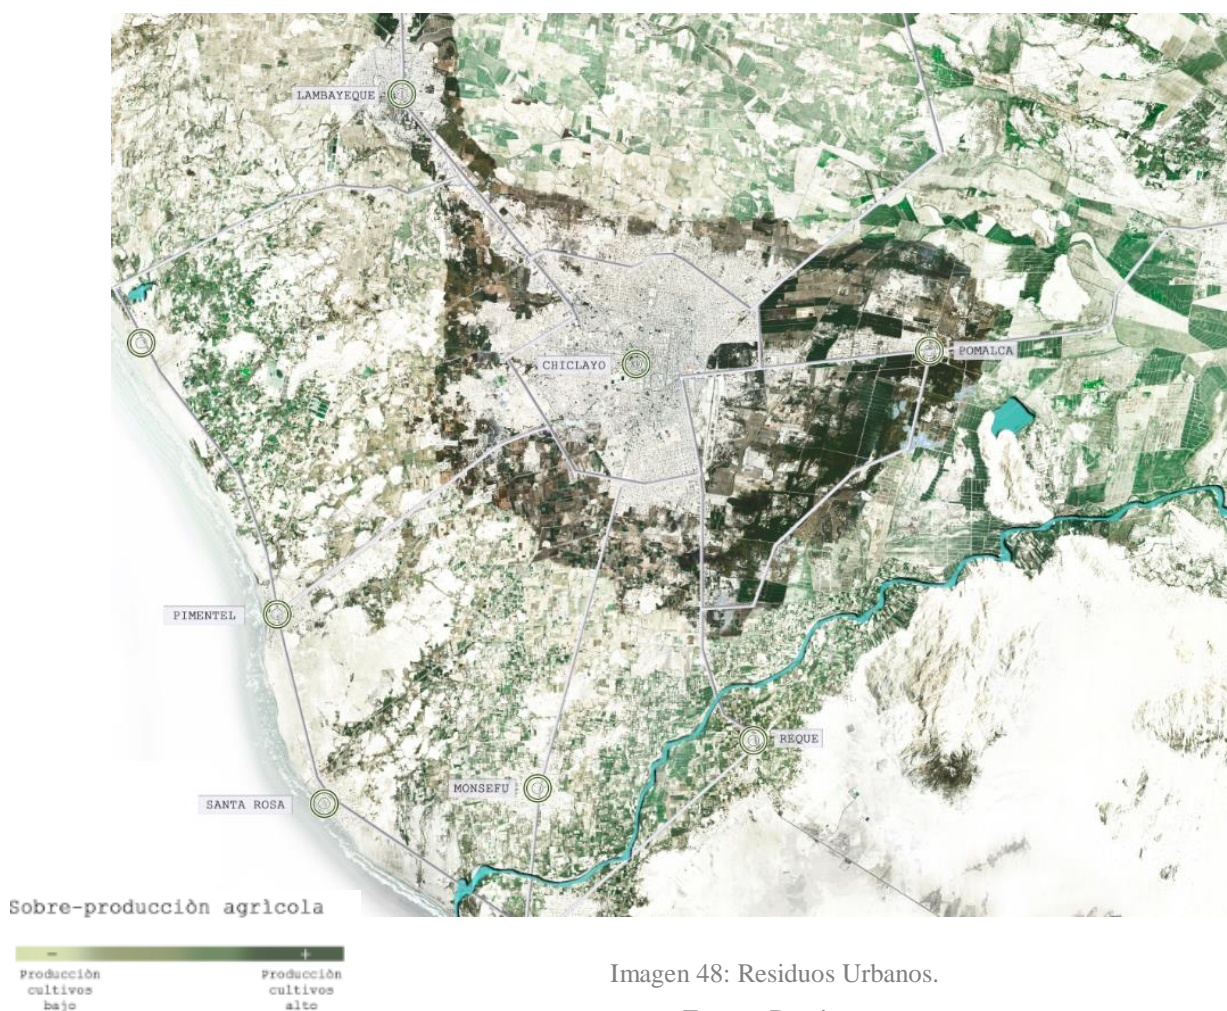 LAMBAYEQUE
CHICLAYO
POMALCA
PIMENTEL
REQUE
MONSEFU
SANTA ROSA
Sobre-producciòn agrìcola
- +
Producciòn
cultivos
bajo
Producciòn
cultivos
alto
Imagen 48: Residuos Urbanos.